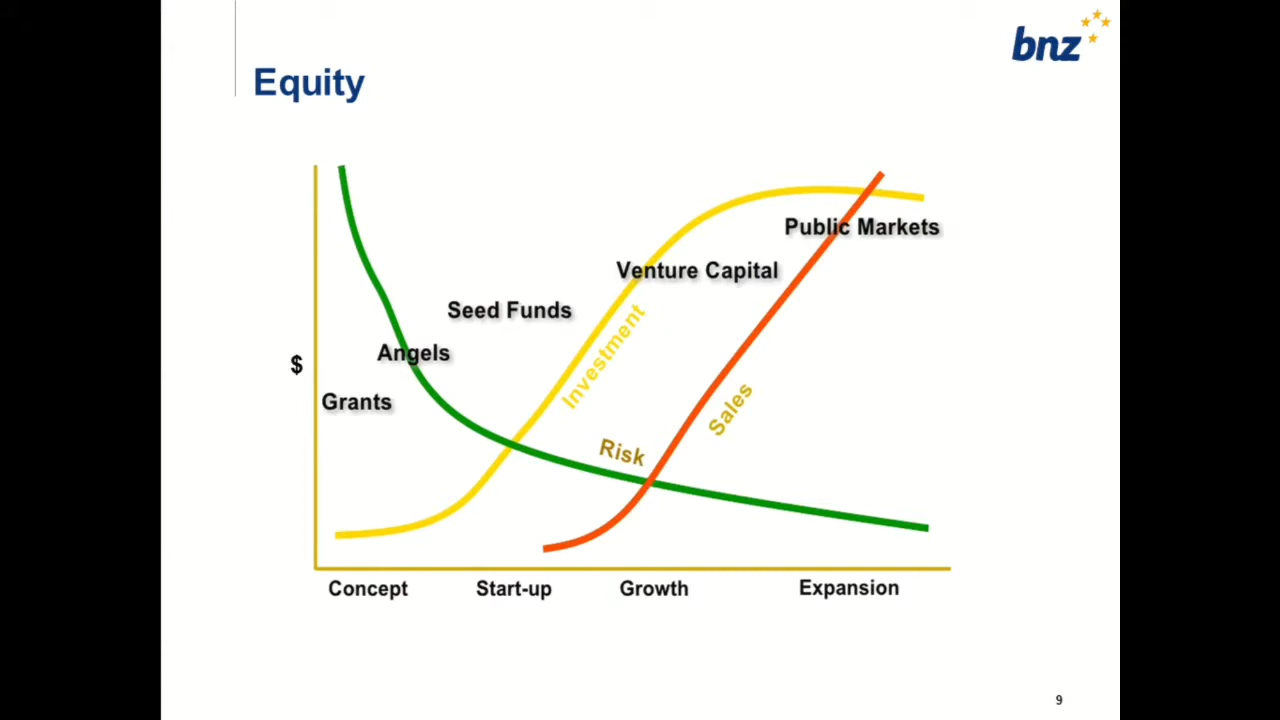 bnz
Equity
Public Markets
Venture Capital
Seed Funds
Angels
$
Grants
Investment
Sales
Risk
Concept
Start-up
Growth
Expansion
9